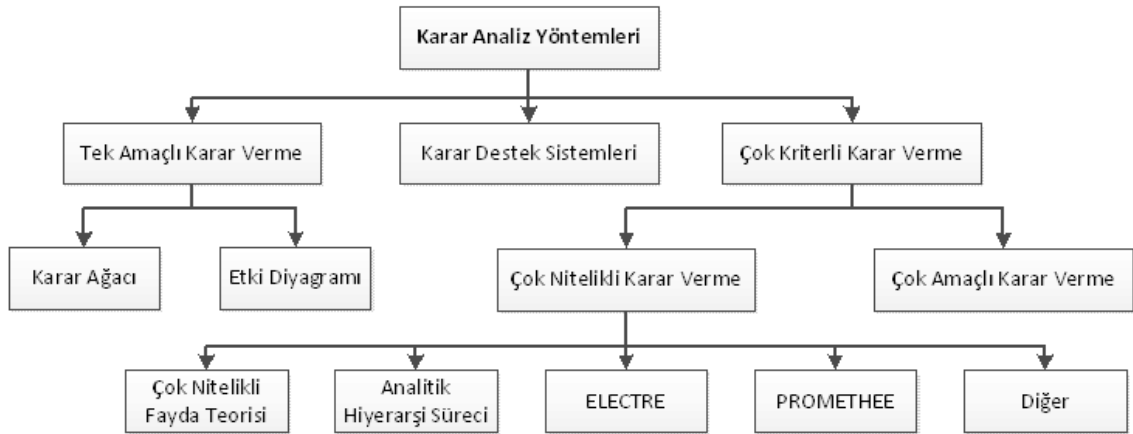 Karar Analiz Yöntemleri
Tek Amaçlı Karar Verme
Karar Destek Sistemleri
Çok Kriterli Karar Verme
Karar Ağacı
Etki Diyagramı
Çok Nitelikli Karar Verme
Çok Amaçlı Karar Verme
Çok Nitelikli
Fayda Teorisi
Analitik
Hiyerarşi Süreci
ELECTRE
PROMETHEE
Diğer